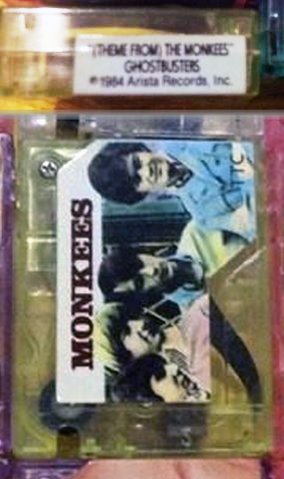 "(THEME FROM) THE MONKEES"
GHOSTBUSTERS
℗ 1984 Arista Records, Inc.
MONKEES